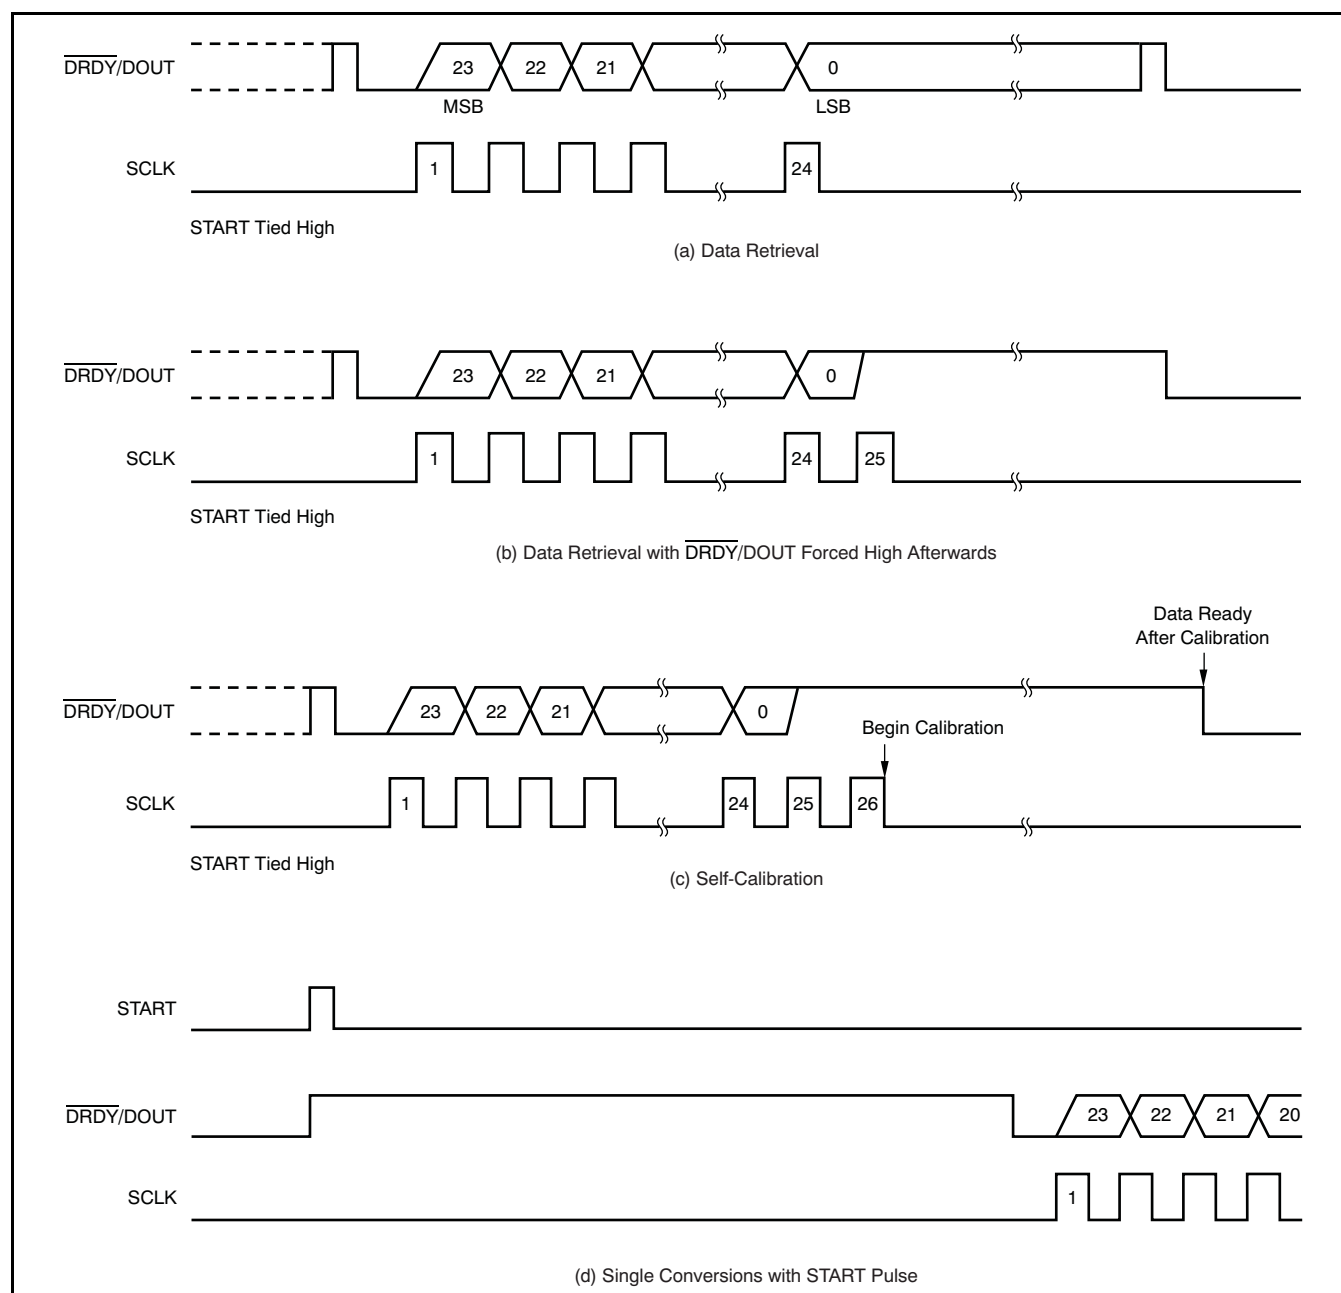 DRDY/DOUT
23 22 21 0
MSB LSB
SCLK
1 24
START Tied High
(a) Data Retrieval
DRDY/DOUT
23 22 21 0
SCLK
1 24 25
START Tied High
(b) Data Retrieval with DRDY/DOUT Forced High Afterwards
Data Ready
After Calibration
DRDY/DOUT
23 22 21 0
Begin Calibration
SCLK
1 24 25 26
START Tied High
(c) Self-Calibration
START
DRDY/DOUT
23 22 21 20
SCLK
1
(d) Single Conversions with START Pulse